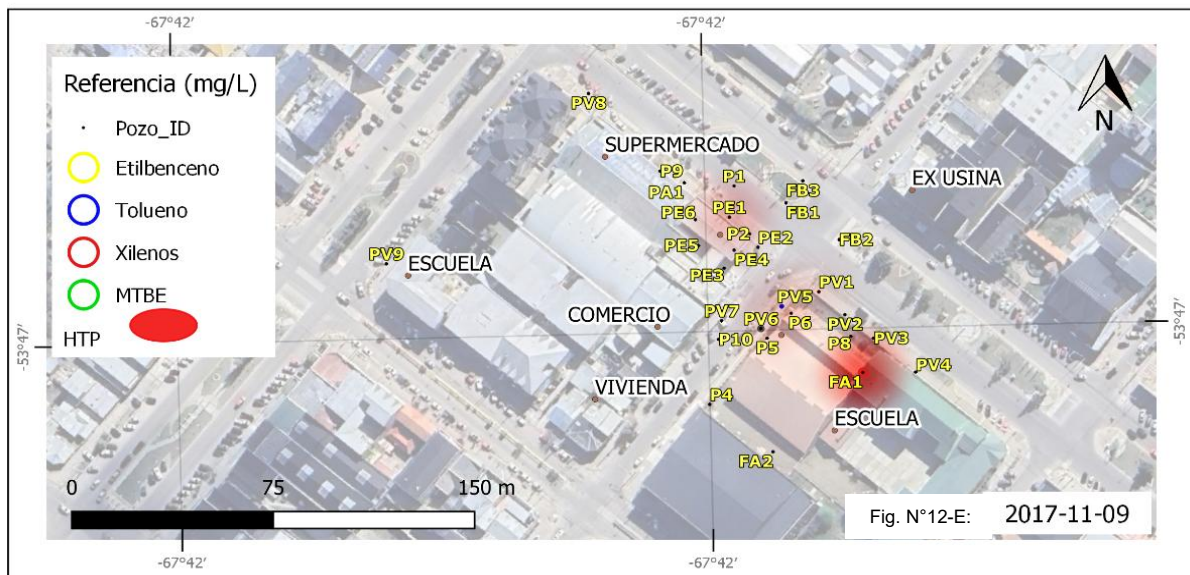 -67°42'
-67°42'
Referencia (mg/L)
Pozo_ID
Etilbenceno
Tolueno
Xilenos
MTBE
HTP
PV8
SUPERMERCADO
P9
PA1
P1
FB3
FB1
EX USINA
PE6
PE1
P2
PE2
FB2
PE5
PE4
PE3
PV9
ESCUELA
PV1
PV5
COMERCIO
PV7
PV6
P6
PV2
P10
P5
P8
PV3
FA1
PV4
VIVIENDA
P4
ESCUELA
FA2
-53°47'
-53°47'
N
0
75
150 m
Fig. N°12-E:
2017-11-09
-67°42'
-67°42'